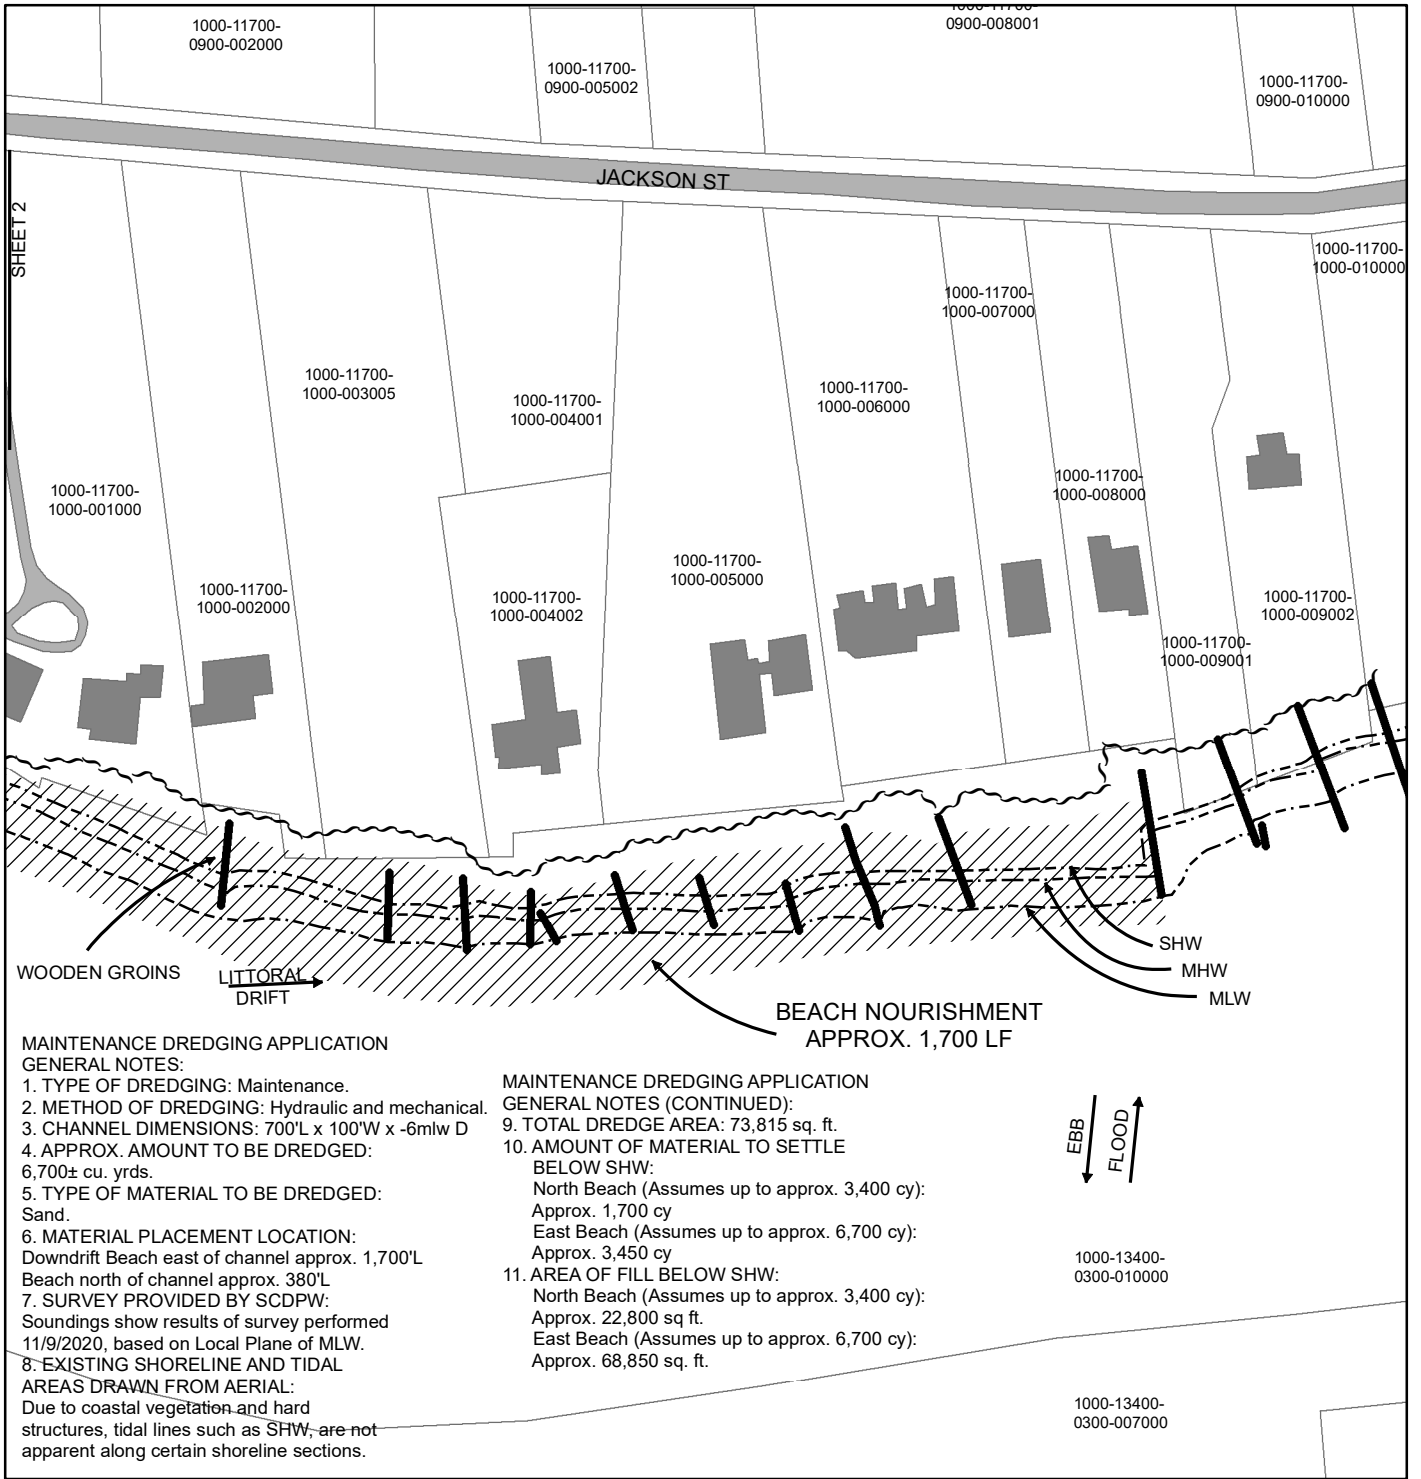 1000-11700-
0900-002000
1000-11700-
0900-005002
1000-11700-
0900-008001
1000-11700-
0900-010000
JACKSON ST
SHEET 2
1000-11700-
1000-010000
1000-11700-
1000-007000
1000-11700-
1000-003005
1000-11700-
1000-004001
1000-11700-
1000-006000
1000-11700-
1000-001000
1000-11700-
1000-008000
1000-11700-
1000-002000
1000-11700-
1000-004002
1000-11700-
1000-005000
1000-11700-
1000-009002
1000-11700-
1000-009001
WOODEN GROINS
LITTORAL
DRIFT
SHW
MHW
MLW
BEACH NOURISHMENT
APPROX. 1,700 LF
MAINTENANCE DREDGING APPLICATION
GENERAL NOTES:
1. TYPE OF DREDGING: Maintenance.
2. METHOD OF DREDGING: Hydraulic and mechanical.
3. CHANNEL DIMENSIONS: 700'L x 100'W x -6mlw D
4. APPROX. AMOUNT TO BE DREDGED:
6,700± cu. yrds.
5. TYPE OF MATERIAL TO BE DREDGED:
Sand.
6. MATERIAL PLACEMENT LOCATION:
Downdrift Beach east of channel approx. 1,700'L
Beach north of channel approx. 380'L
7. SURVEY PROVIDED BY SCDPW:
Soundings show results of survey performed
11/9/2020, based on Local Plane of MLW.
8. EXISTING SHORELINE AND TIDAL
AREAS DRAWN FROM AERIAL:
Due to coastal vegetation and hard
structures, tidal lines such as SHW, are not
apparent along certain shoreline sections.
MAINTENANCE DREDGING APPLICATION
GENERAL NOTES (CONTINUED):
9. TOTAL DREDGE AREA: 73,815 sq. ft.
10. AMOUNT OF MATERIAL TO SETTLE
BELOW SHW:
North Beach (Assumes up to approx. 3,400 cy):
Approx. 1,700 cy
East Beach (Assumes up to approx. 6,700 cy):
Approx. 3,450 cy
11. AREA OF FILL BELOW SHW:
North Beach (Assumes up to approx. 3,400 cy):
Approx. 22,800 sq ft.
East Beach (Assumes up to approx. 6,700 cy):
Approx. 68,850 sq. ft.
EBB
FLOOD
1000-13400-
0300-010000
1000-13400-
0300-007000